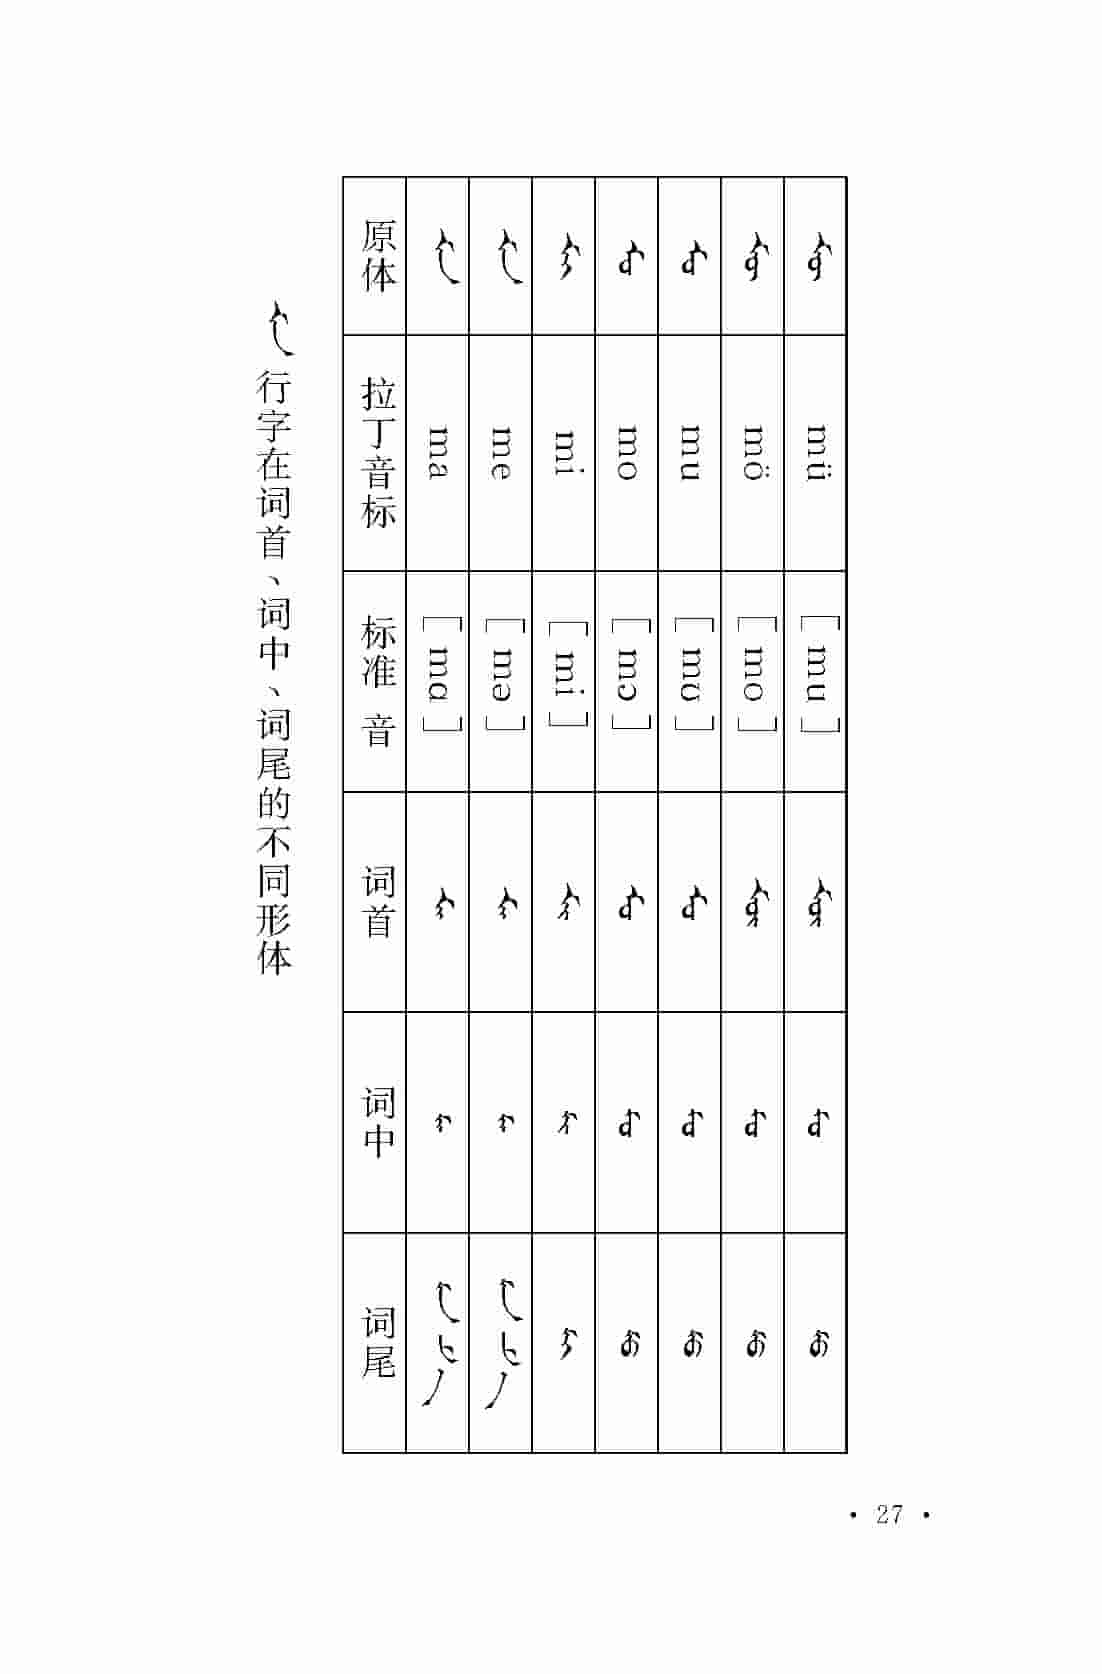 ᠮᠠ 行字在词首、词中、词尾的不同形体
原体 ᠮᠠ ᠮᠡ ᠮᠢ ᠮᠣ ᠮᠤ ᠮᠥ ᠮᠦ
拉丁音标 ma me mi mo mu mö mü
标准音 [mɑ] [mə] [mi] [mɔ] [mʊ] [mo] [mu]
词首 ᠮᠠ᠊ ᠮᠡ᠊ ᠮᠢ᠊ ᠮᠣ᠊ ᠮᠤ᠊ ᠮᠥ᠊ ᠮᠦ᠊
词中 ᠊ᠮᠠ᠊ ᠊ᠮᠡ᠊ ᠊ᠮᠢ᠊ ᠊ᠮᠣ᠊ ᠊ᠮᠤ᠊ ᠊ᠮᠥ᠊ ᠊ᠮᠦ᠊
词尾 ᠊ᠮᠠ ᠊ᠮ᠎ᠠ ᠊ᠮᠡ ᠊ᠮ᠎ᠡ ᠊ᠮᠢ ᠊ᠮᠣ ᠊ᠮᠤ ᠊ᠮᠥ ᠊ᠮᠦ
· 27 ·